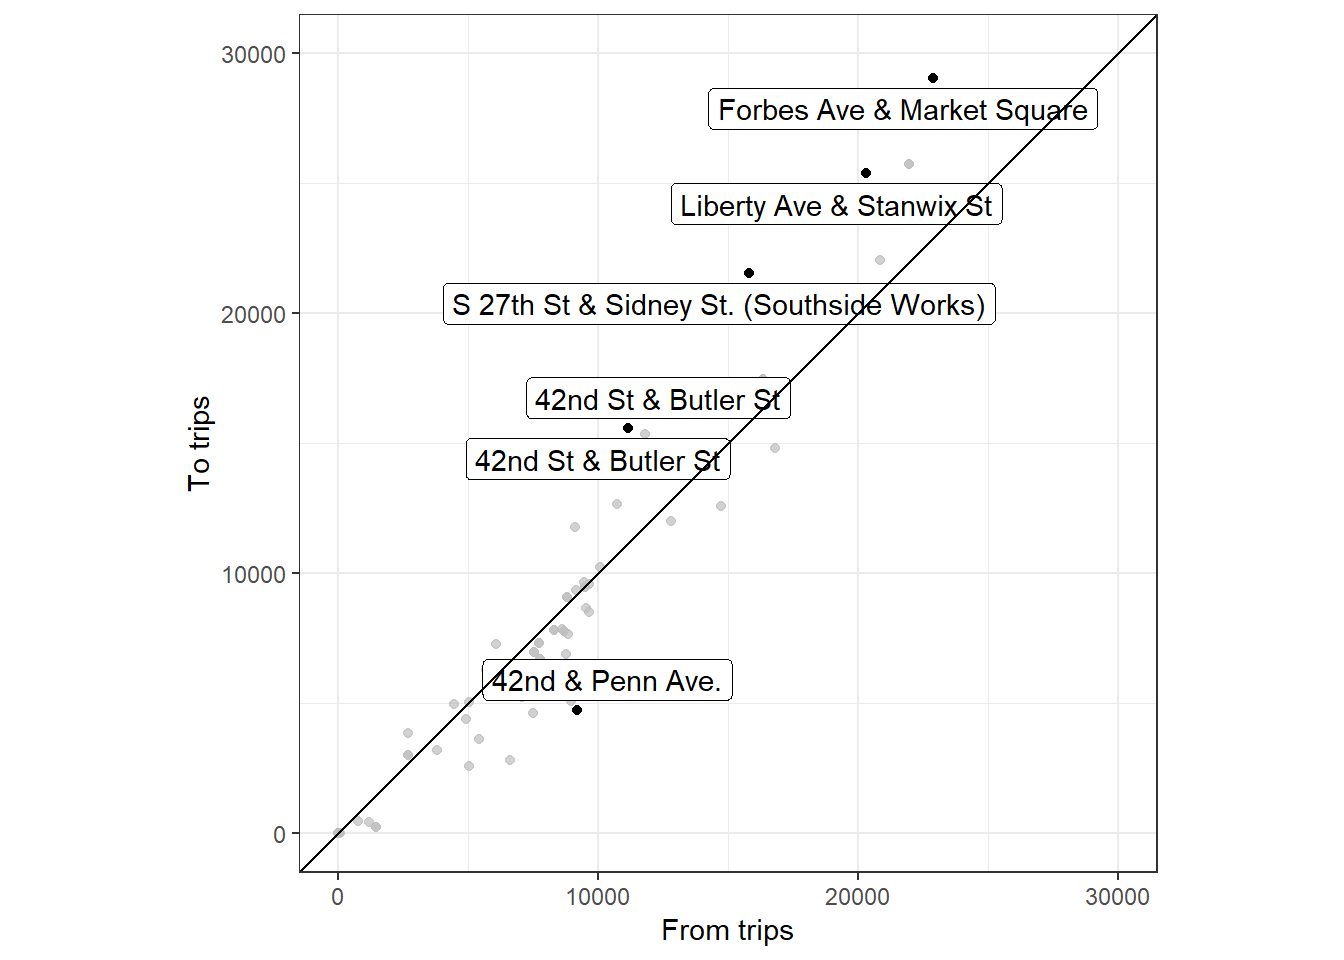 30000
Forbes Ave & Market Square
Liberty Ave & Stanwix St
S 27th St & Sidney St. (Southside Works)
20000
42nd St & Butler St
To trips
42nd St & Butler St
10000
42nd & Penn Ave.
0
0 10000 20000 30000
From trips